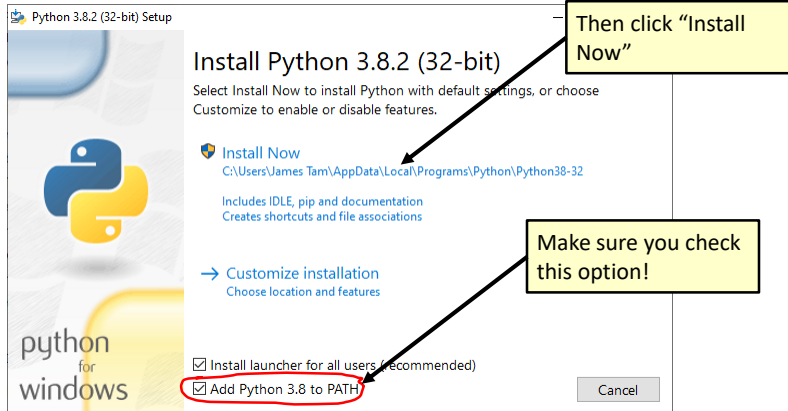 Python 3.8.2 (32-bit) Setup
Then click “Install
Now”
Install Python 3.8.2 (32-bit)
Select Install Now to install Python with default settings, or choose
Customize to enable or disable features.
Install Now
C:\Users\James Tam\AppData\Local\Programs\Python\Python38-32
Includes IDLE, pip and documentation
Creates shortcuts and file associations
Make sure you check
this option!
Customize installation
Choose location and features
python
for
windows
Install launcher for all users (recommended)
Add Python 3.8 to PATH
Cancel